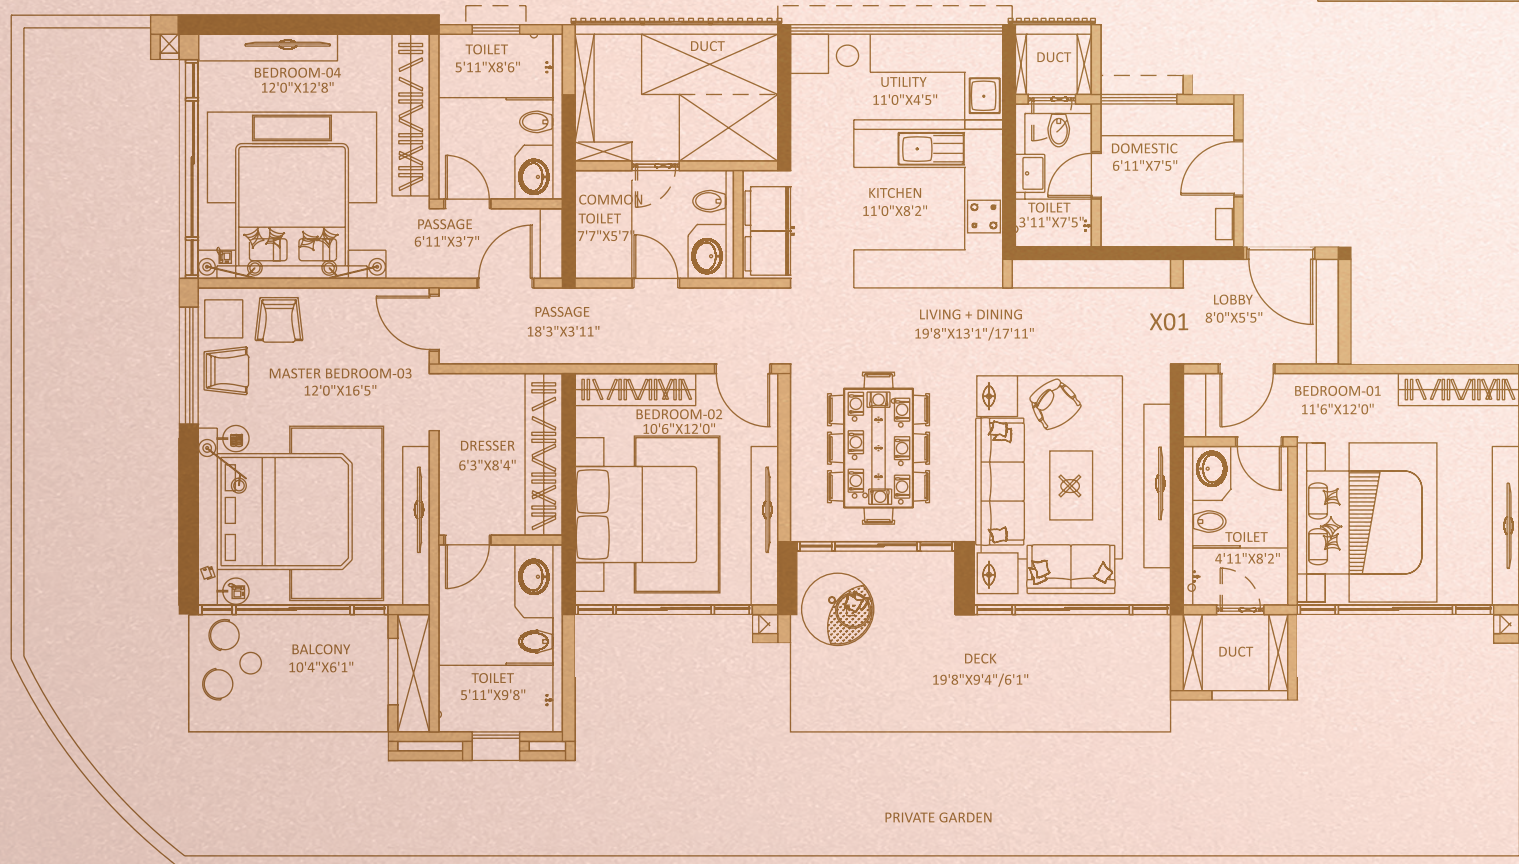 BEDROOM-04
12'0"X12'8"
TOILET
5'11"X8'6"
DUCT
UTILITY
11'0"X4'5"
DUCT
DOMESTIC
6'11"X7'5"
KITCHEN
11'0"X8'2"
COMMON
TOILET
7'7"X5'7"
TOILET
3'11"X7'5"
PASSAGE
6'11"X3'7"
PASSAGE
18'3"X3'11"
LIVING + DINING
19'8"X13'1"/17'11"
X01
LOBBY
8'0"X5'5"
MASTER BEDROOM-03
12'0"X16'5"
DRESSER
6'3"X8'4"
BEDROOM-02
10'6"X12'0"
BEDROOM-01
11'6"X12'0"
TOILET
4'11"X8'2"
BALCONY
10'4"X6'1"
TOILET
5'11"X9'8"
DECK
19'8"X9'4"/6'1"
DUCT
PRIVATE GARDEN